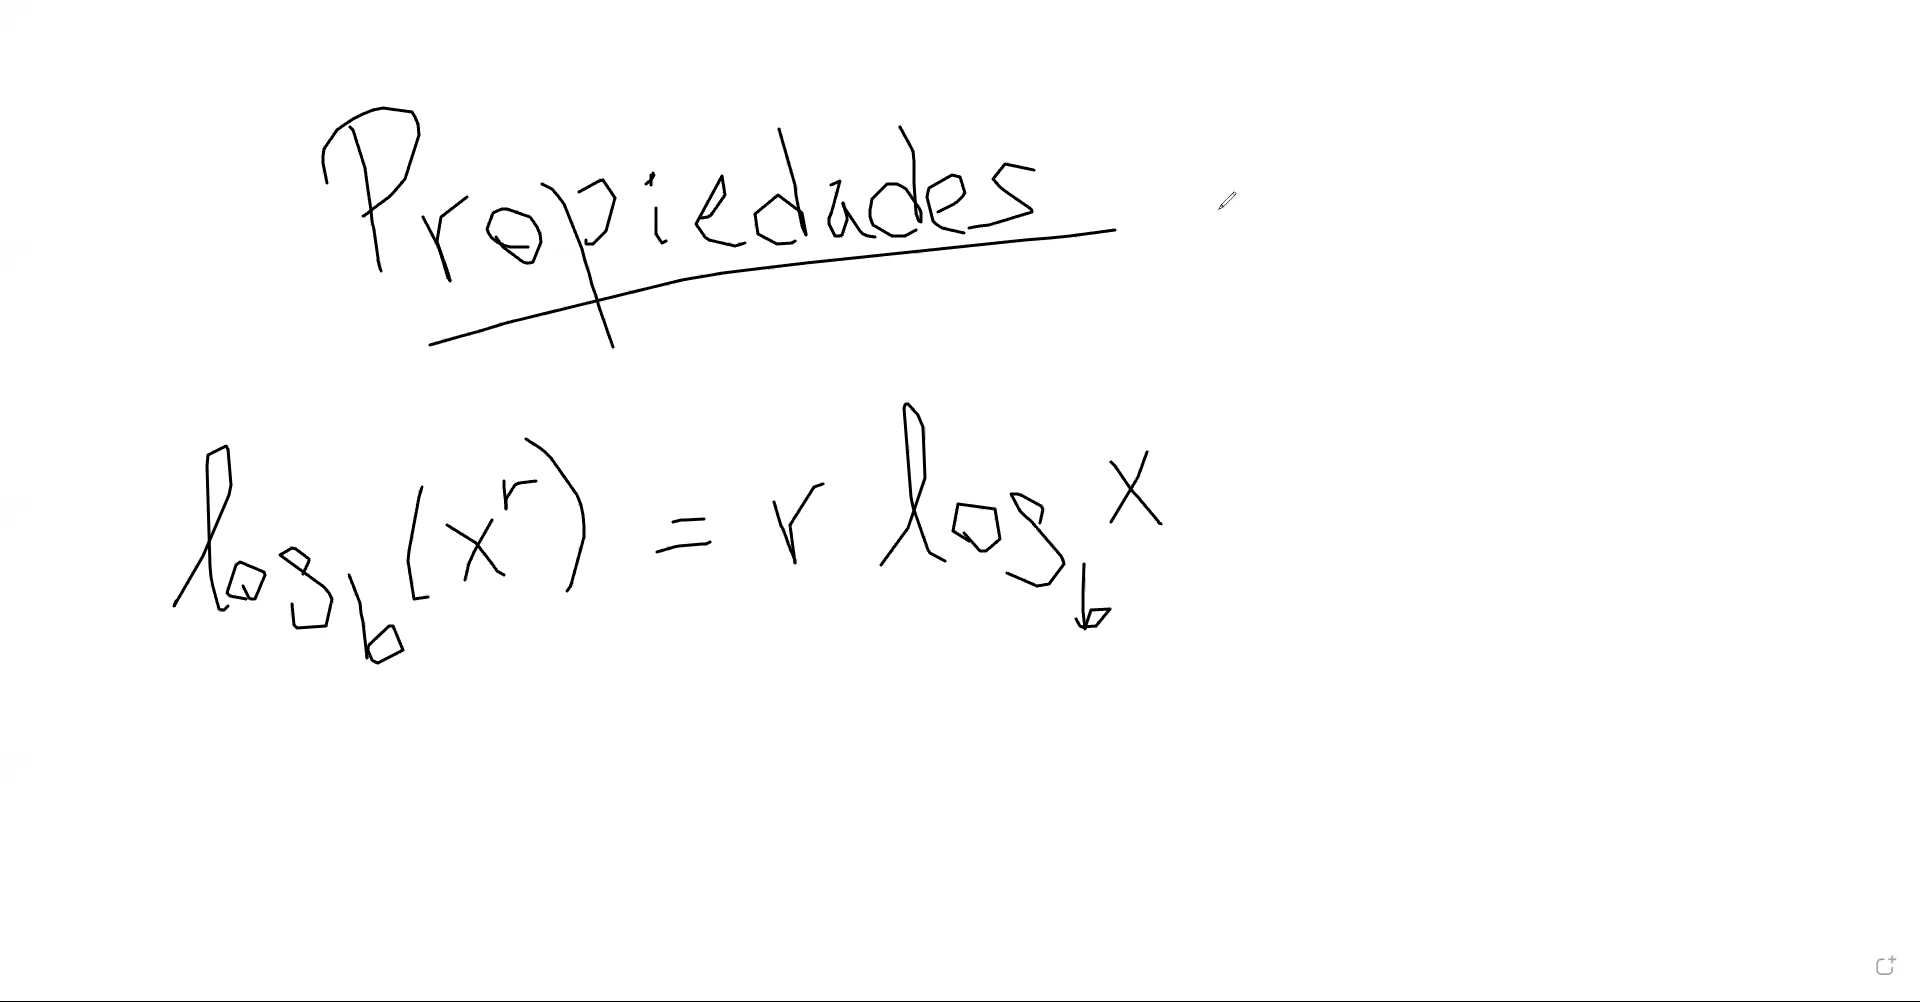 Propiedades
log_b(x^r) = r log_b x